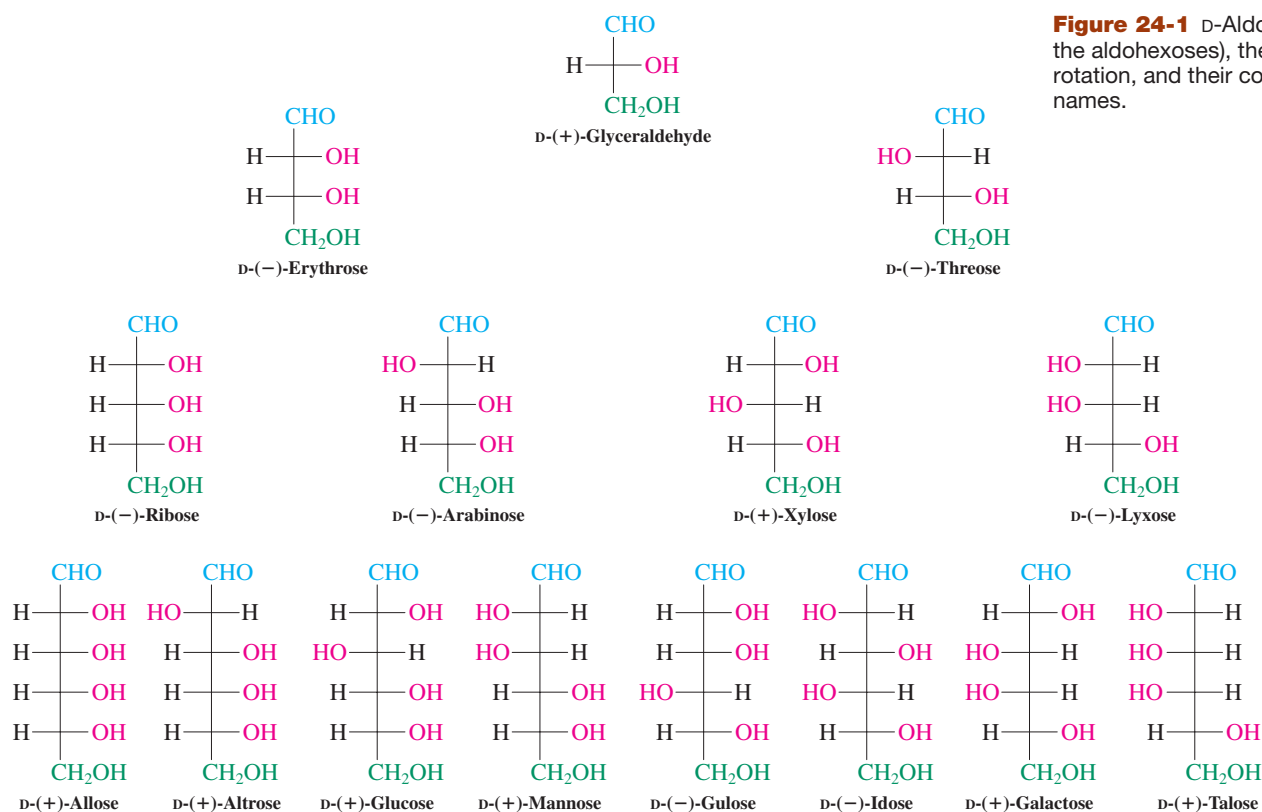 Figure 24-1 D-Aldo
the aldohexoses), the
rotation, and their co
names.
CHO
H OH
CH₂OH
D-(+)-Glyceraldehyde
CHO CHO
H OH HO H
H OH H OH
CH₂OH CH₂OH
D-(−)-Erythrose D-(−)-Threose
CHO CHO CHO CHO
H OH HO H H OH HO H
H OH H OH HO H HO H
H OH H OH H OH H OH
CH₂OH CH₂OH CH₂OH CH₂OH
D-(−)-Ribose D-(−)-Arabinose D-(+)-Xylose D-(−)-Lyxose
CHO CHO CHO CHO CHO CHO CHO CHO
H OH HO H H OH HO H H OH HO H H OH HO H
H OH H OH HO H HO H H OH H OH HO H HO H
H OH H OH H OH H OH HO H HO H HO H HO H
H OH H OH H OH H OH H OH H OH H OH H OH
CH₂OH CH₂OH CH₂OH CH₂OH CH₂OH CH₂OH CH₂OH CH₂OH
D-(+)-Allose D-(+)-Altrose D-(+)-Glucose D-(+)-Mannose D-(−)-Gulose D-(−)-Idose D-(+)-Galactose D-(+)-Talose